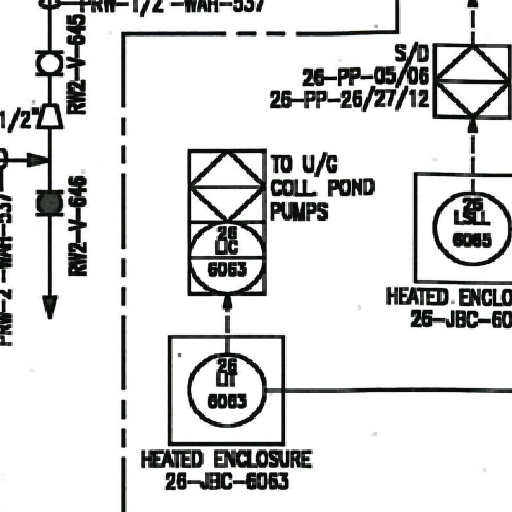 PRW-1/2"-WAH-537
RW2-V-645
1/2"
RW2-V-646
PRW-2"-WAH-537
S/D
26-PP-05/06
26-PP-26/27/12
TO U/G
COLL. POND
PUMPS
26
LIC
6063
26
LSLL
6065
HEATED ENCLO
26-JBC-60
26
LIT
6063
HEATED ENCLOSURE
26-JBC-6063